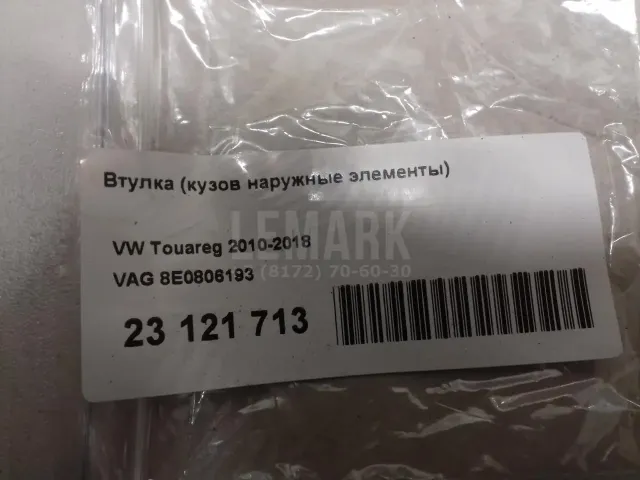 Втулка (кузов наружные элементы)
LEMARK
VW Touareg 2010-2018
(8172) 70-60-30
VAG 8E0806193
23 121 713